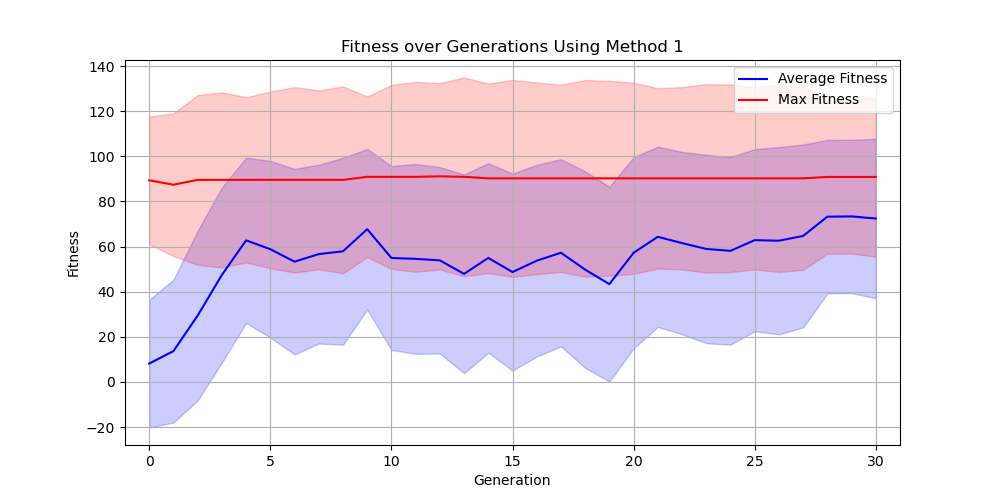 Fitness over Generations Using Method 1
Average Fitness
Max Fitness
Fitness
140
120
100
80
60
40
20
0
−20
0 5 10 15 20 25 30
Generation